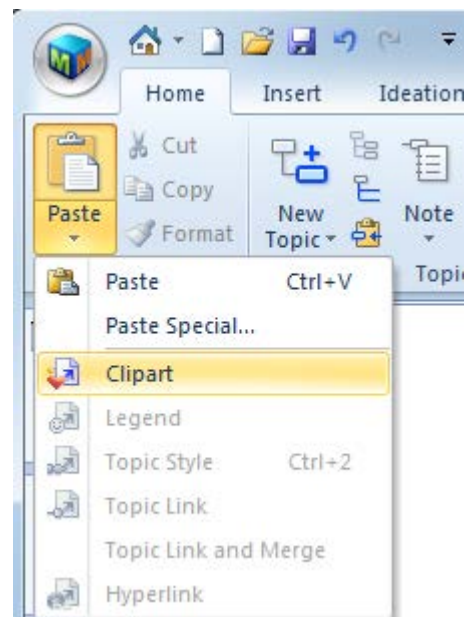 Home Insert Ideation
Cut
Copy
Format
Paste
New
Topic
Note
Topic
Paste Ctrl+V
Paste Special...
Clipart
Legend
Topic Style Ctrl+2
Topic Link
Topic Link and Merge
Hyperlink